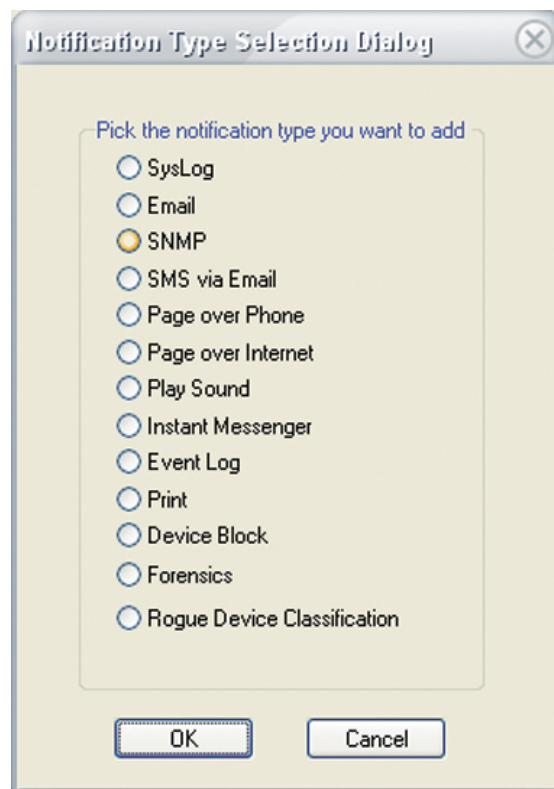 Notification Type Selection Dialog
Pick the notification type you want to add
SysLog
Email
SNMP
SMS via Email
Page over Phone
Page over Internet
Play Sound
Instant Messenger
Event Log
Print
Device Block
Forensics
Rogue Device Classification
OK Cancel